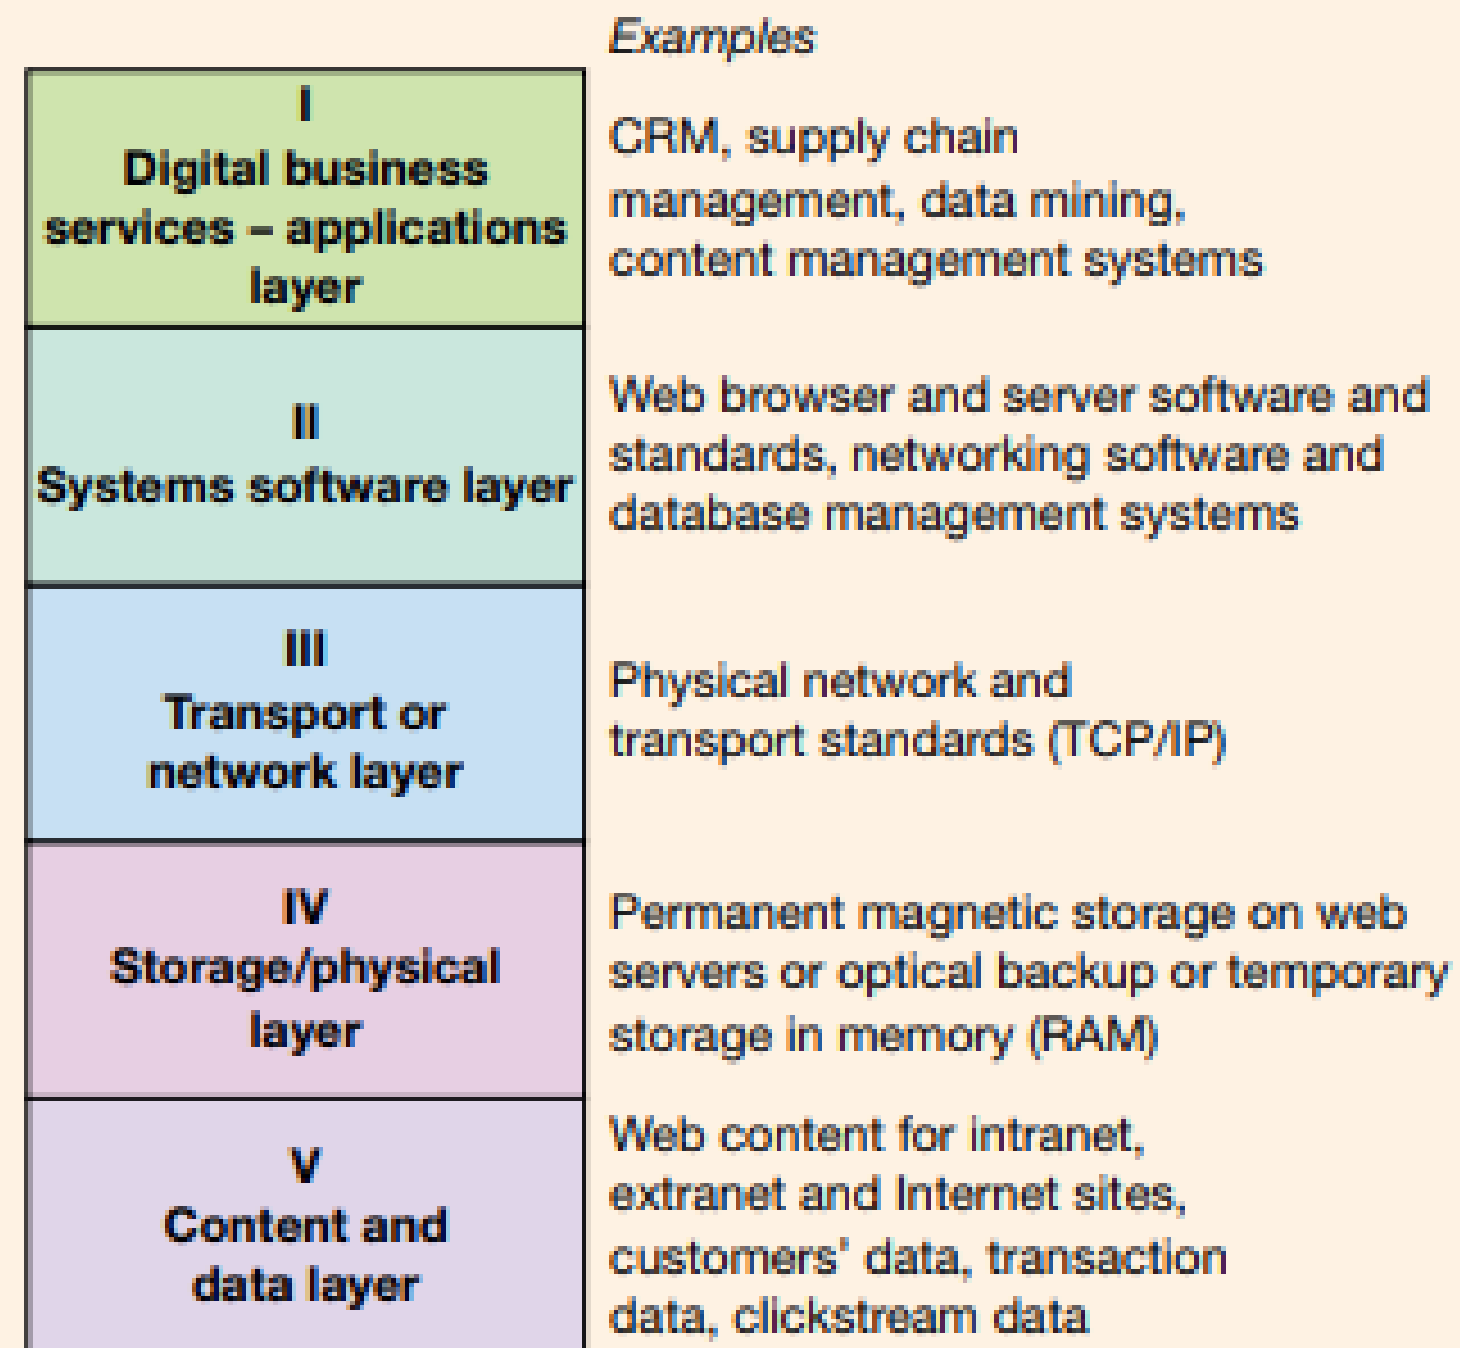 Examples
I
Digital business
services – applications
layer
CRM, supply chain
management, data mining,
content management systems
II
Systems software layer
Web browser and server software and
standards, networking software and
database management systems
III
Transport or
network layer
Physical network and
transport standards (TCP/IP)
IV
Storage/physical
layer
Permanent magnetic storage on web
servers or optical backup or temporary
storage in memory (RAM)
V
Content and
data layer
Web content for intranet,
extranet and Internet sites,
customers' data, transaction
data, clickstream data